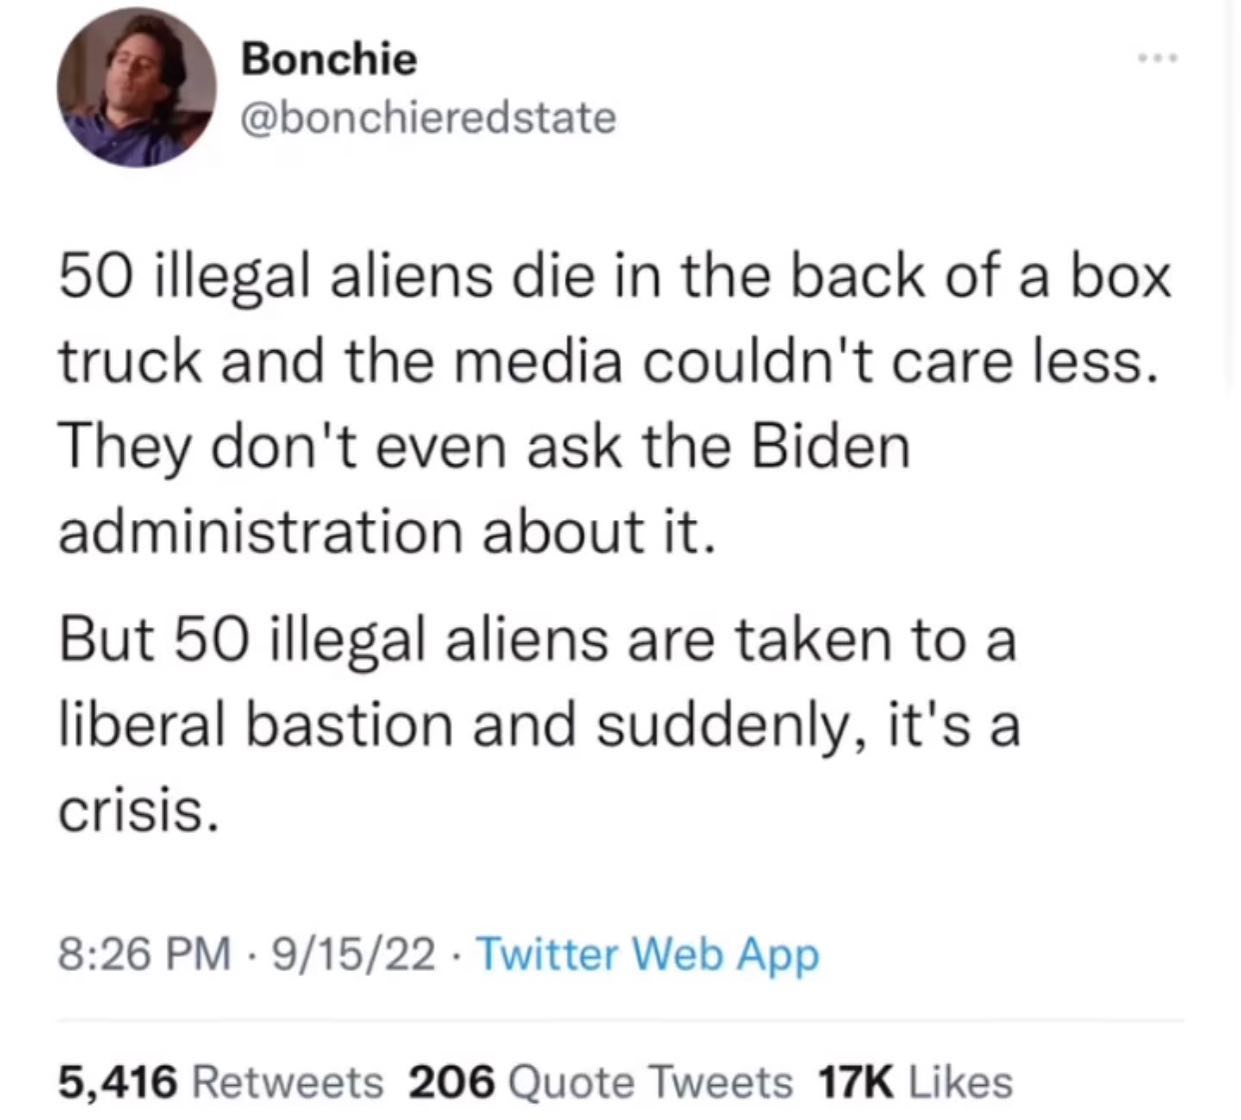 Bonchie
@bonchieredstate
50 illegal aliens die in the back of a box
truck and the media couldn't care less.
They don't even ask the Biden
administration about it.
But 50 illegal aliens are taken to a
liberal bastion and suddenly, it's a
crisis.
8:26 PM · 9/15/22 · Twitter Web App
5,416 Retweets 206 Quote Tweets 17K Likes